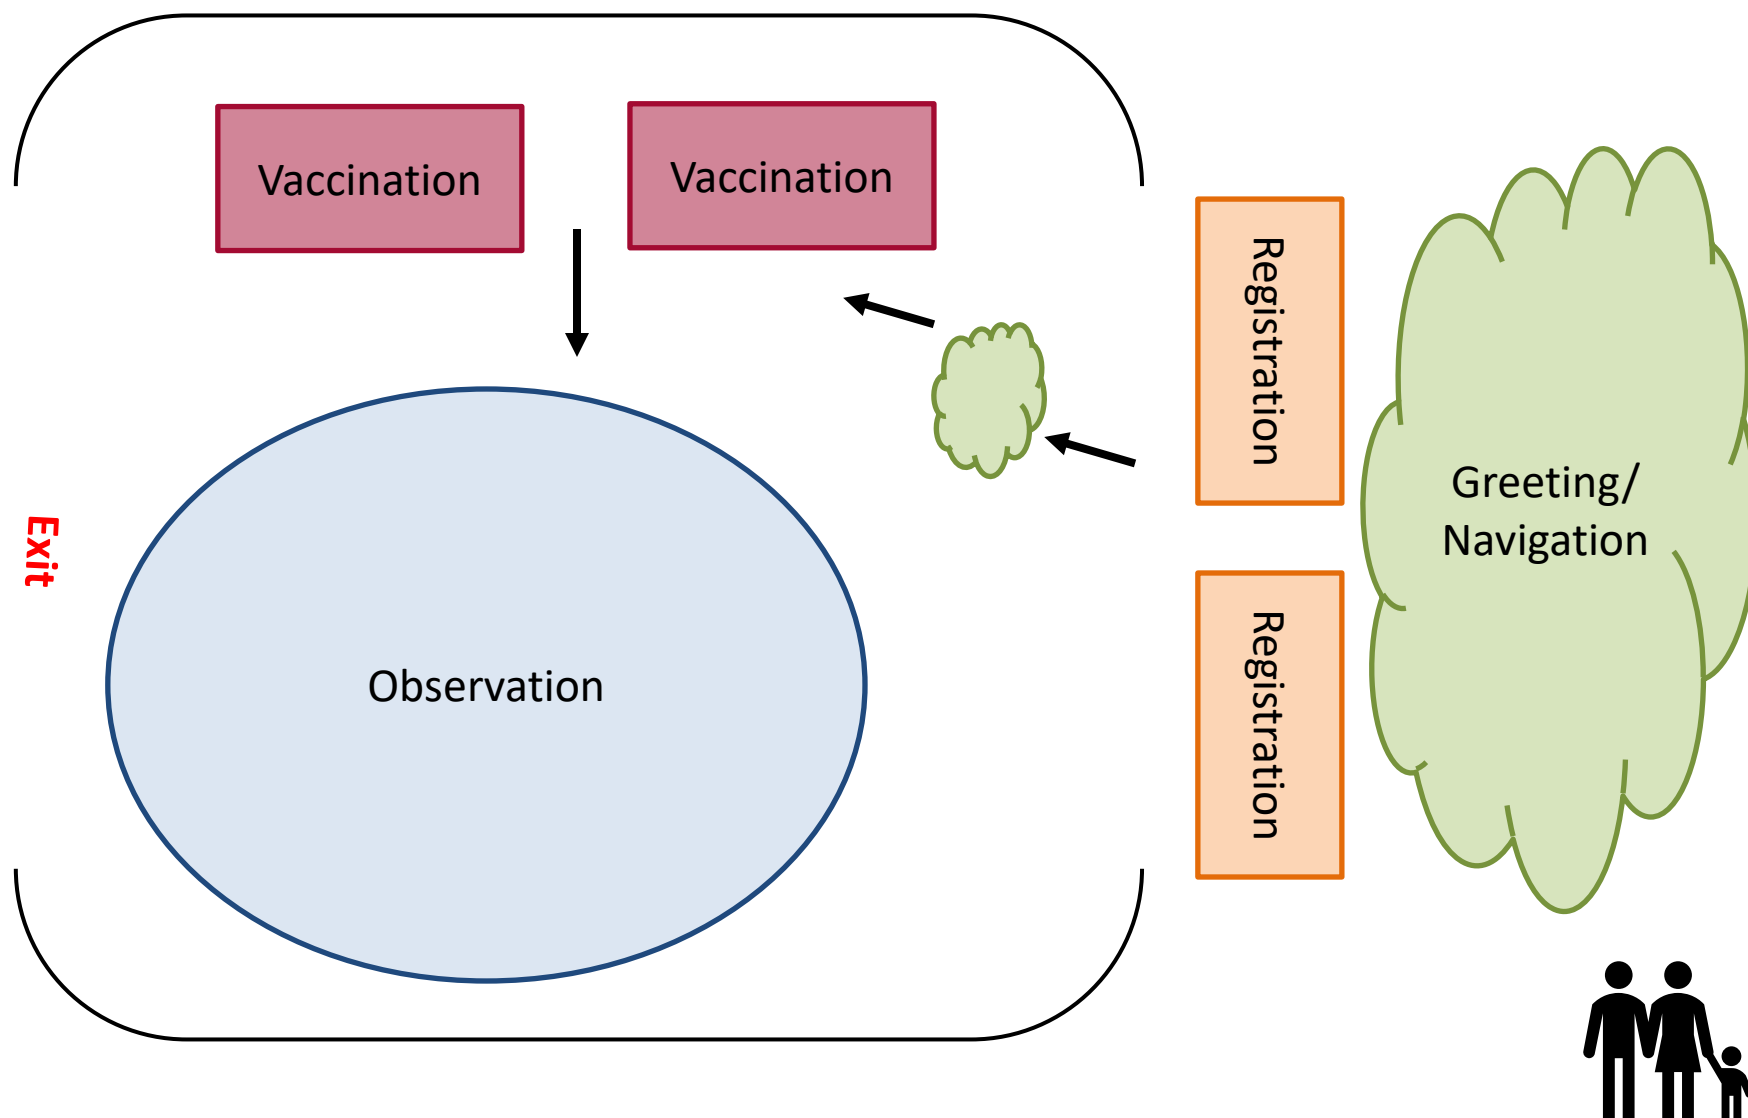 Vaccination
Vaccination
Registration
Greeting/
Navigation
Exit
Registration
Observation